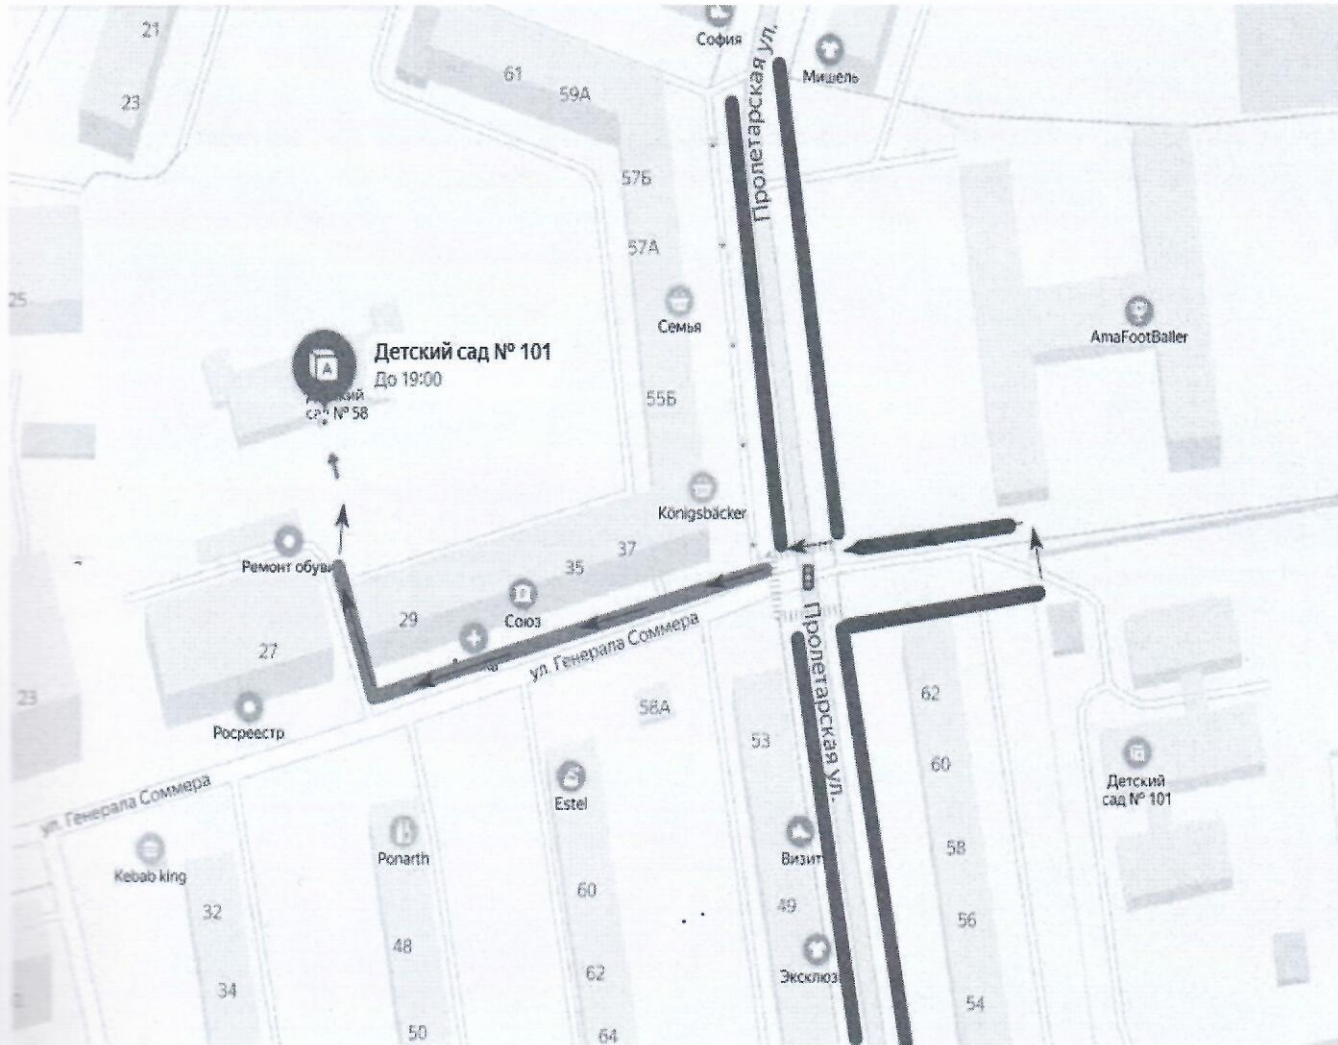 21
София
Пролетарская ул.
Мишель
61
23
59А
57Б
57А
25
Семья
AmaFootBaller
Детский сад № 101
До 19:00
сад № 58
55Б
Königsbäcker
Ремонт обуви
37
35
29
Союз
ул. Генерала Соммера
27
Пролетарская ул.
23
Росреестр
58А
53
62
60
Детский
сад № 101
Estel
ул. Генерала Соммера
Kebab king
Ponarth
Визит
58
32
60
49
56
48
Эксклюз
34
62
54
50
64